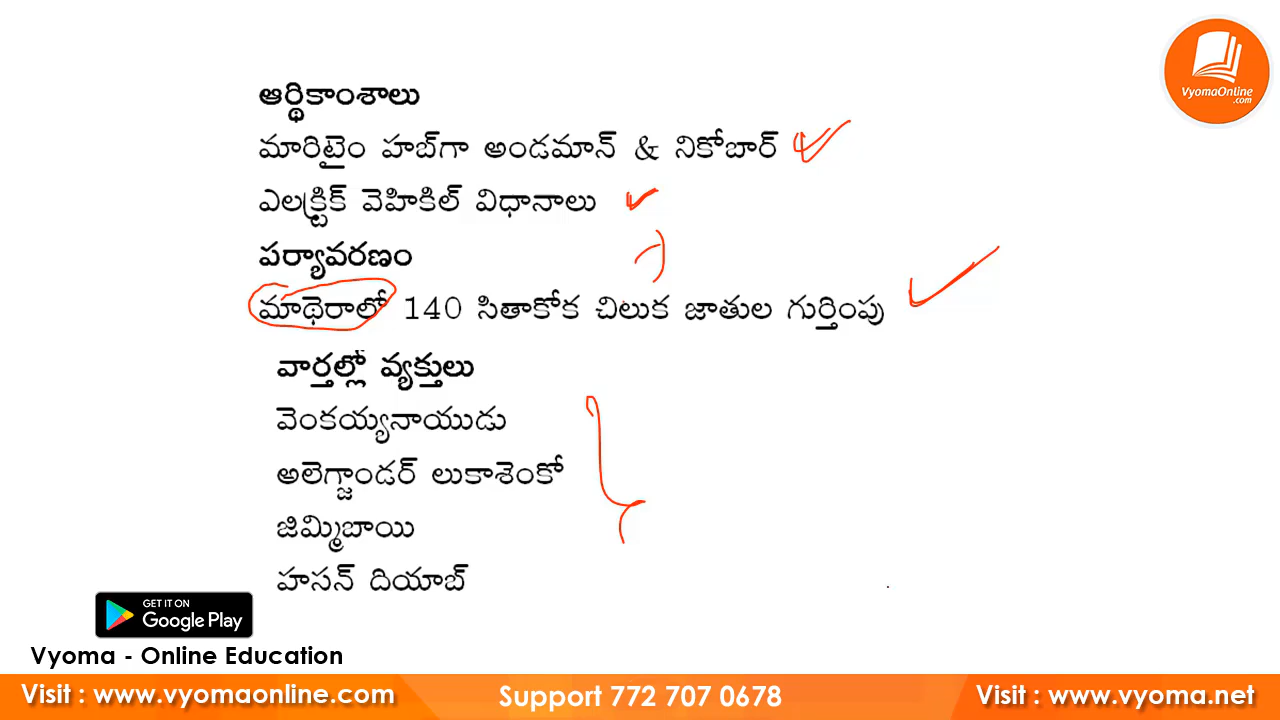 VyomaOnline
.com
ఆర్థికాంశాలు
మారిటైం హబ్‌గా అండమాన్ & నికోబార్
ఎలక్ట్రిక్ వెహికిల్ విధానాలు
పర్యావరణం
మాథెరాలో 140 సితాకోక చిలుక జాతుల గుర్తింపు
వార్తల్లో వ్యక్తులు
వెంకయ్యనాయుడు
అలెగ్జాండర్ లుకాశెంకో
జిమ్మిబాయి
హసన్ దియాబ్
GET IT ON
Google Play
Vyoma - Online Education
Visit : www.vyomaonline.com Support 772 707 0678 Visit : www.vyoma.net